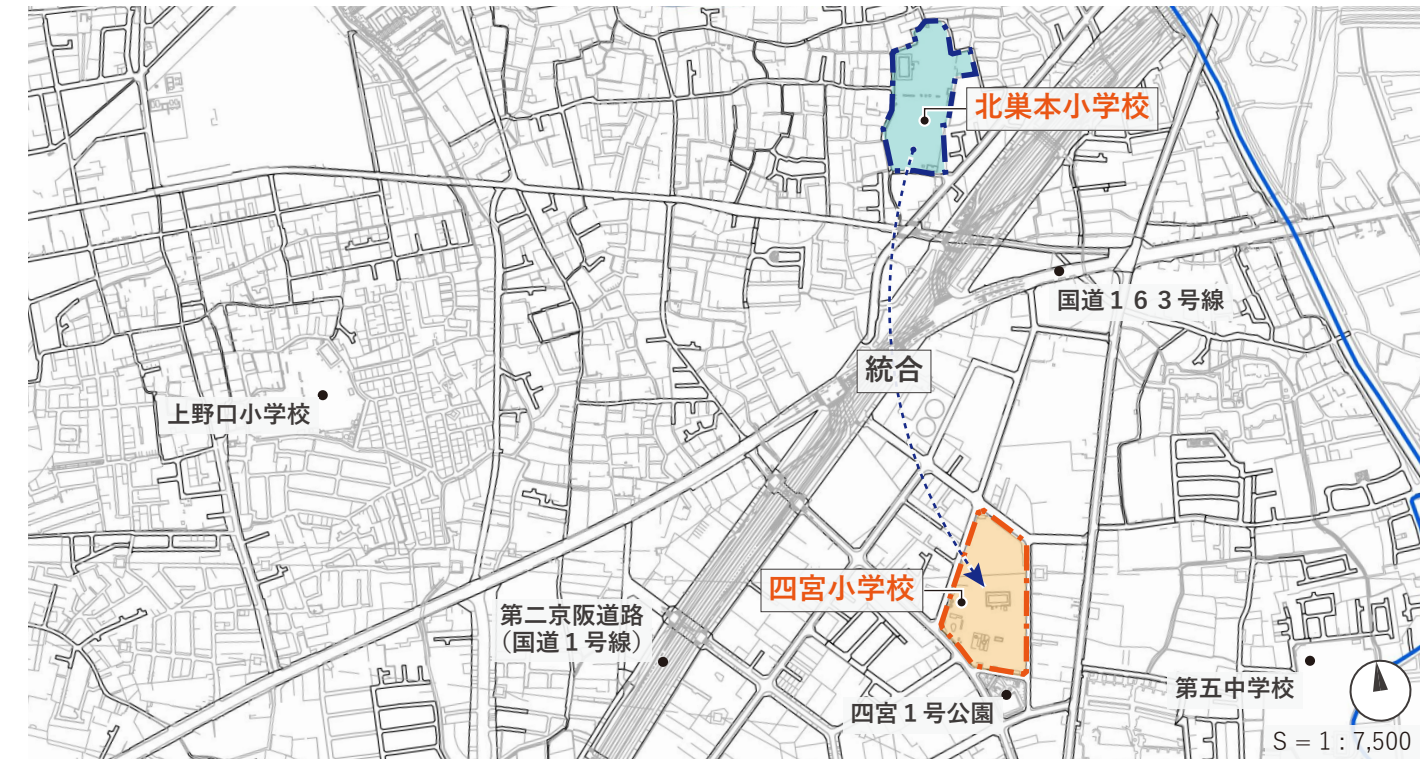 北巣本小学校
国道１６３号線
統合
上野口小学校
四宮小学校
第二京阪道路
（国道１号線）
第五中学校
四宮１号公園
S = 1 : 7,500